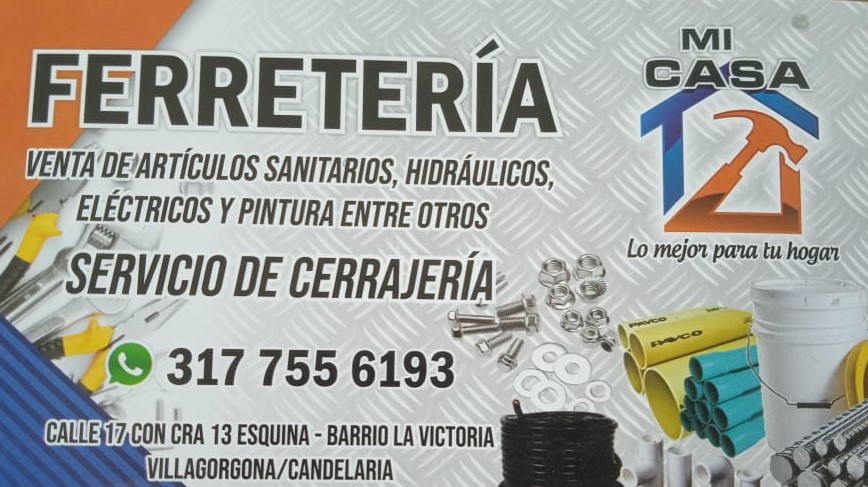 FERRETERÍA
VENTA DE ARTÍCULOS SANITARIOS, HIDRÁULICOS,
ELÉCTRICOS Y PINTURA ENTRE OTROS
SERVICIO DE CERRAJERÍA
317 755 6193
CALLE 17 CON CRA 13 ESQUINA - BARRIO LA VICTORIA
VILLAGORGONA/CANDELARIA
MI
CASA
Lo mejor para tu hogar
PAVCO
PAVCO